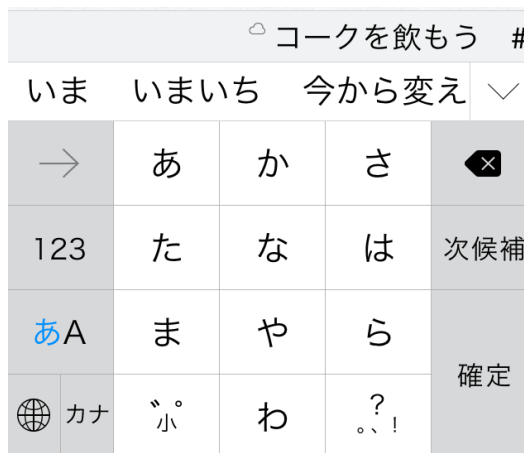 コークを飲もう #
いま いまいち 今から変え
→ あ か さ
123 た な は 次候補
あA ま や ら
確定
カナ ゛゜小 わ ?。、!